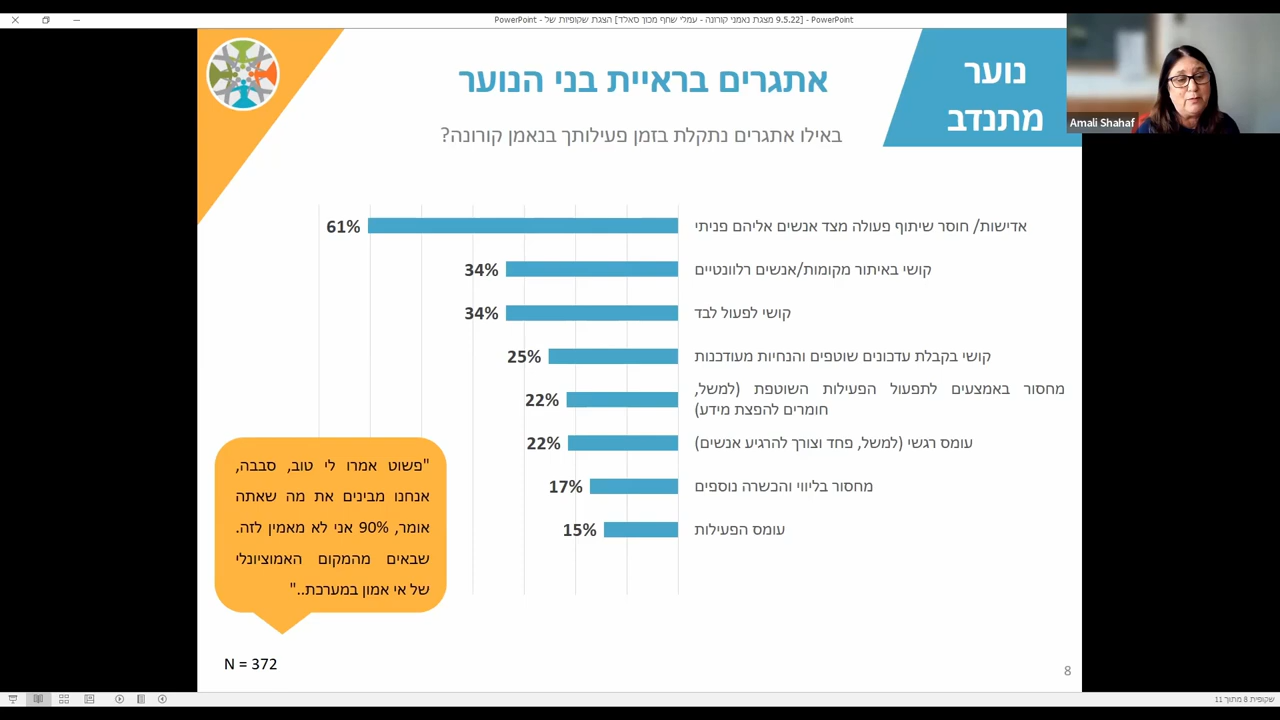 PowerPoint - [9.5.22 מצגת נאמני קורונה - עמלי שחף מכון סאלד] הצגת שקופיות של - PowerPoint
נוער
מתנדב
Amali Shahaf
אתגרים בראיית בני הנוער
באילו אתגרים נתקלת בזמן פעילותך בנאמן קורונה?
אדישות/ חוסר שיתוף פעולה מצד אנשים אליהם פניתי 61%
קושי באיתור מקומות/אנשים רלוונטיים 34%
קושי לפעול לבד 34%
קושי בקבלת עדכונים שוטפים והנחיות מעודכנות 25%
מחסור באמצעים לתפעול הפעילות השוטפת (למשל,
חומרים להפצת מידע) 22%
עומס רגשי (למשל, פחד וצורך להרגיע אנשים) 22%
מחסור בליווי והכשרה נוספים 17%
עומס הפעילות 15%
"פשוט אמרו לי טוב, סבבה,
אנחנו מבינים את מה שאתה
אומר, 90% אני לא מאמין לזה.
שבאים מהמקום האמוציונלי
של אי אמון במערכת.."
N = 372
8
שקופית 8 מתוך 11